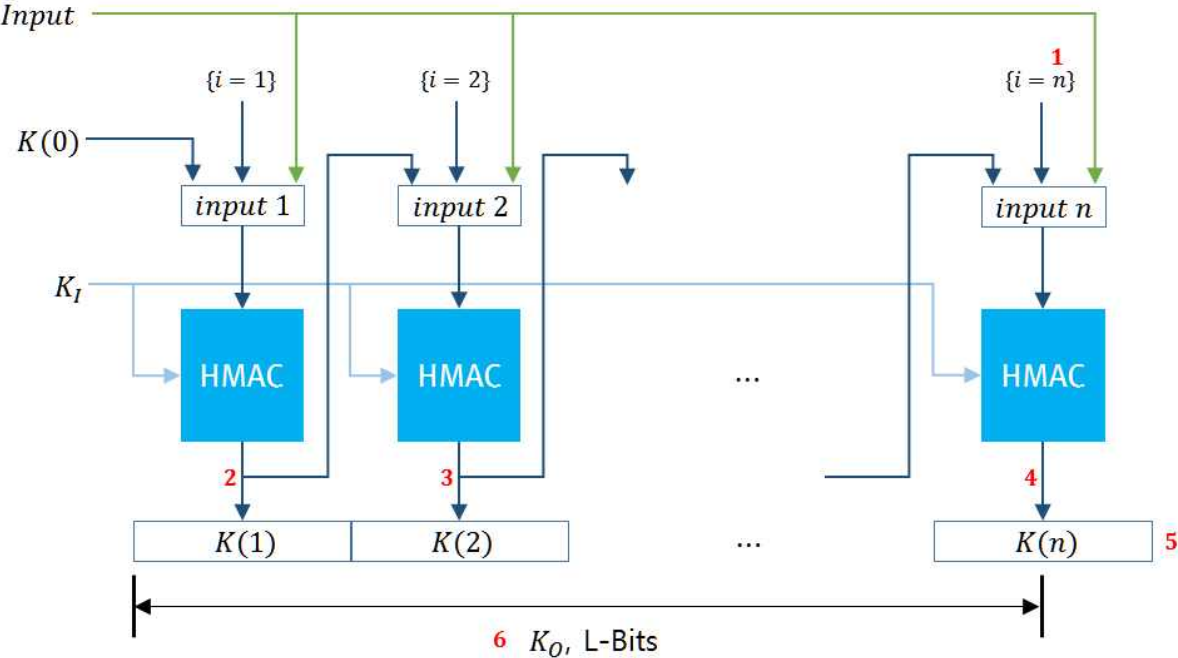 Input
1
{i = 1} {i = 2} {i = n}
K(0)
input 1 input 2 input n
K_I
HMAC HMAC ... HMAC
2 3 4
K(1) K(2) ... K(n) 5
6 K_O, L-Bits